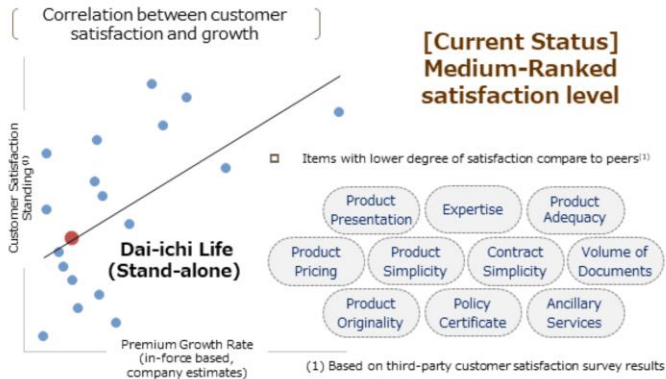 Correlation between customer
satisfaction and growth
[Current Status]
Medium-Ranked
satisfaction level
Customer Satisfaction
Standing(1)
Dai-ichi Life
(Stand-alone)
Premium Growth Rate
(in-force based,
company estimates)
Items with lower degree of satisfaction compare to peers(1)
Product
Presentation
Expertise
Product
Adequacy
Product
Pricing
Product
Simplicity
Contract
Simplicity
Volume of
Documents
Product
Originality
Policy
Certificate
Ancillary
Services
(1) Based on third-party customer satisfaction survey results